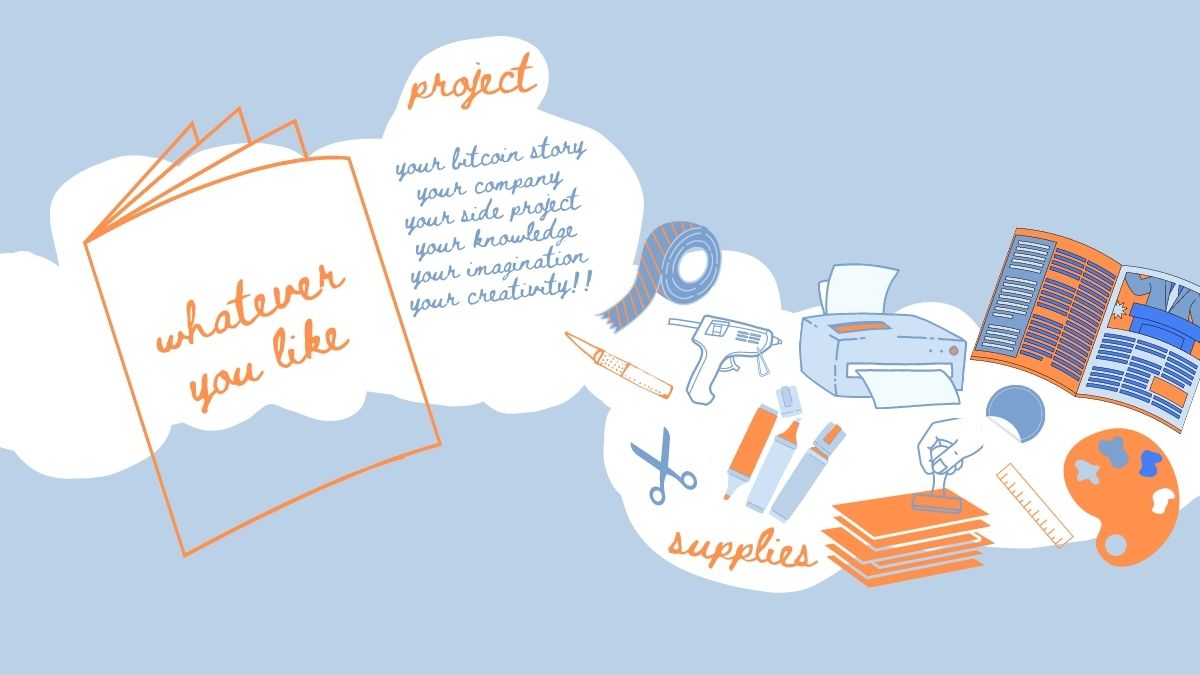 project
your bitcoin story
your company
your side project
your knowledge
your imagination
your creativity!!
whatever
you like
supplies